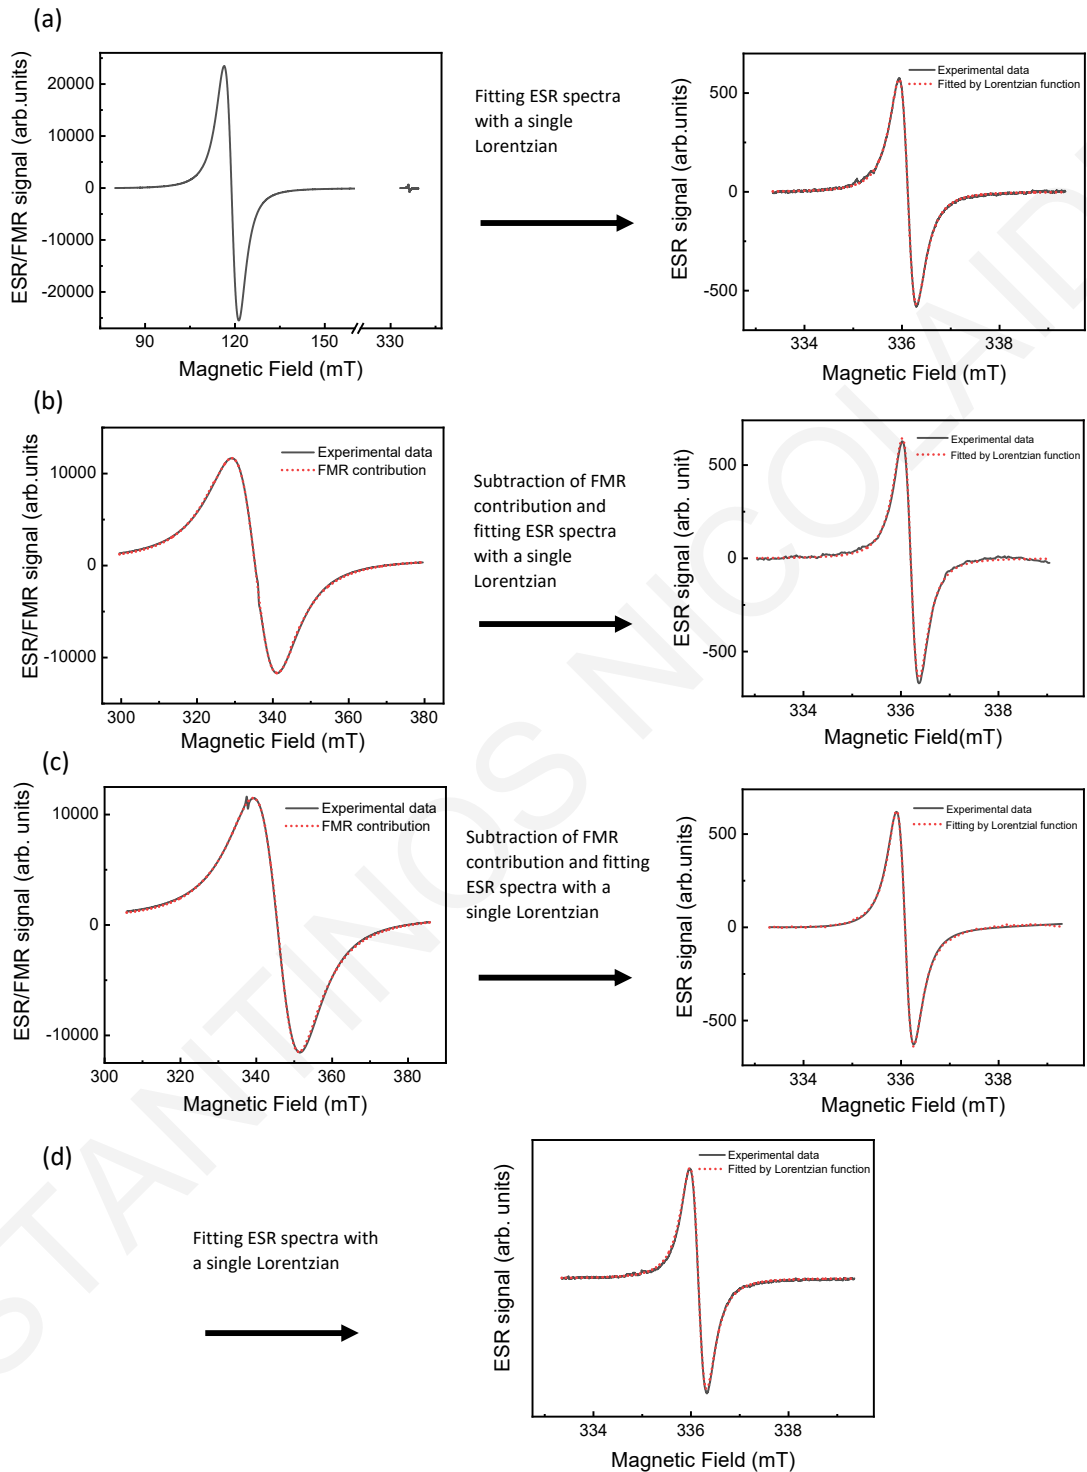 (a)
ESR/FMR signal (arb.units)
20000
10000
0
-10000
-20000
90
120
150
330
Magnetic Field (mT)
Fitting ESR spectra
with a single
Lorentzian
ESR signal (arb.units)
500
0
-500
334
336
338
Magnetic Field (mT)
Experimental data
Fitted by Lorentzian function
(b)
ESR/FMR signal (arb.units
10000
0
-10000
300
320
340
360
380
Magnetic Field (mT)
Experimental data
FMR contribution
Subtraction of FMR
contribution and
fitting ESR spectra
with a single
Lorentzian
ESR signal (arb. unit)
500
0
-500
334
336
338
Magnetic Field(mT)
Experimental data
Fitted by Lorentzian function
(c)
ESR/FMR signal (arb. units)
10000
0
-10000
300
320
340
360
380
Magnetic Field (mT)
Experimental data
FMR contribution
Subtraction of FMR
contribution and fitting
ESR spectra with a
single Lorentzian
ESR signal (arb.units)
500
0
-500
334
336
338
Magnetic Field (mT)
Experimental data
Fitting by Lorentzial function
(d)
Fitting ESR spectra with
a single Lorentzian
ESR signal (arb. units)
334
336
338
Magnetic Field (mT)
Experimental data
Fitted by Lorentzian function
STANTINOS NICOLAID